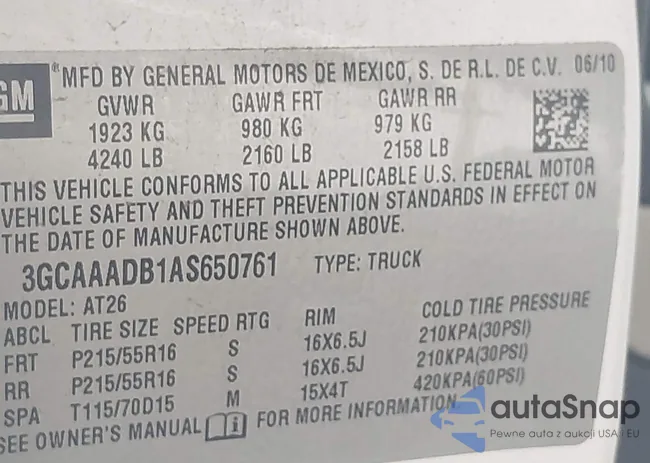 GM
*MFD BY GENERAL MOTORS DE MEXICO, S. DE R.L. DE C.V. 06/10
GVWR GAWR FRT GAWR RR
1923 KG 980 KG 979 KG
4240 LB 2160 LB 2158 LB
THIS VEHICLE CONFORMS TO ALL APPLICABLE U.S. FEDERAL MOTOR
VEHICLE SAFETY AND THEFT PREVENTION STANDARDS IN EFFECT ON
THE DATE OF MANUFACTURE SHOWN ABOVE.
3GCAAADB1AS650761 TYPE: TRUCK
MODEL: AT26
ABCL TIRE SIZE SPEED RTG RIM COLD TIRE PRESSURE
FRT P215/55R16 S 16X6.5J 210KPA(30PSI)
RR P215/55R16 S 16X6.5J 210KPA(30PSI)
SPA T115/70D15 M 15X4T 420KPA(60PSI)
SEE OWNER'S MANUAL i FOR MORE INFORMATION.
autaSnap
Pewne auta z aukcji USA i EU